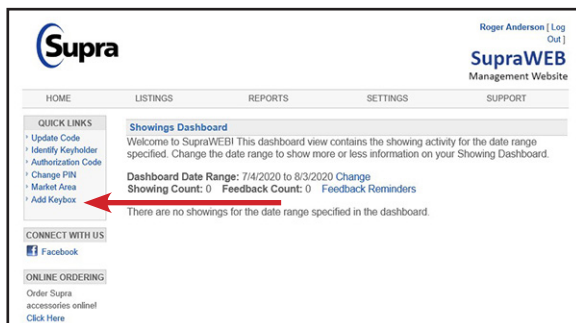 Supra
Roger Anderson [ Log
Out ]
SupraWEB
Management Website
HOME LISTINGS REPORTS SETTINGS SUPPORT
QUICK LINKS
Update Code
Identify Keyholder
Authorization Code
Change PIN
Market Area
Add Keybox
CONNECT WITH US
Facebook
ONLINE ORDERING
Order Supra
accessories online!
Click Here
Showings Dashboard
Welcome to SupraWEB! This dashboard view contains the showing activity for the date range
specified. Change the date range to show more or less information on your Showing Dashboard.
Dashboard Date Range: 7/4/2020 to 8/3/2020 Change
Showing Count: 0 Feedback Count: 0 Feedback Reminders
There are no showings for the date range specified in the dashboard.